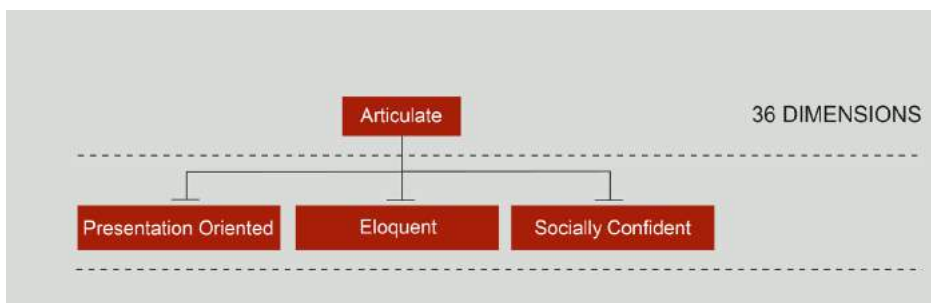 Articulate
36 DIMENSIONS
Presentation Oriented
Eloquent
Socially Confident